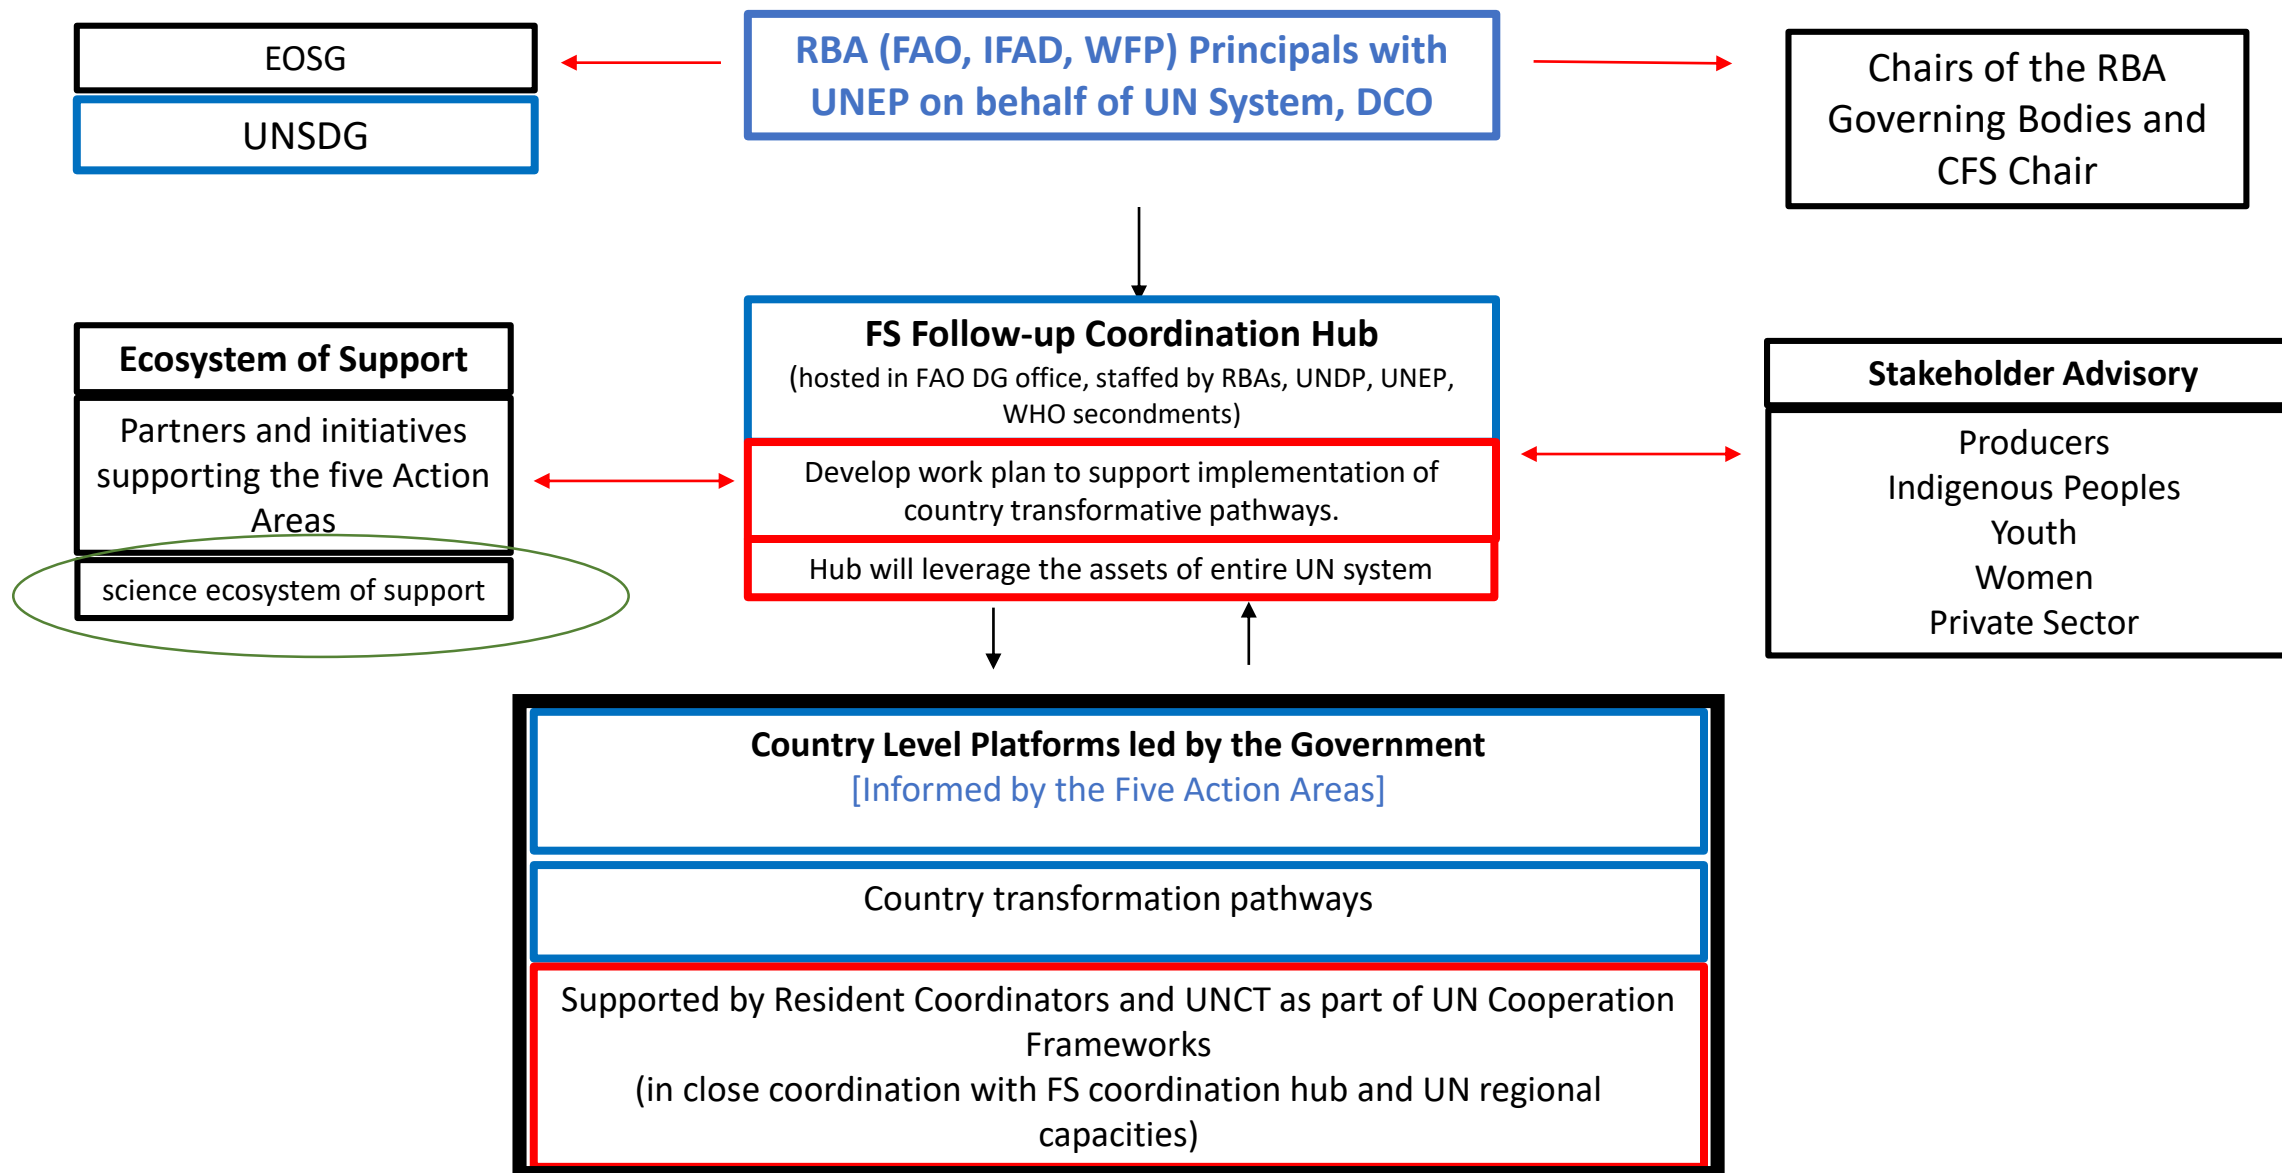 EOSG
UNSDG
RBA (FAO, IFAD, WFP) Principals with
UNEP on behalf of UN System, DCO
Chairs of the RBA
Governing Bodies and
CFS Chair
Ecosystem of Support
Partners and initiatives
supporting the five Action
Areas
science ecosystem of support
FS Follow-up Coordination Hub
(hosted in FAO DG office, staffed by RBAs, UNDP, UNEP,
WHO secondments)
Develop work plan to support implementation of
country transformative pathways.
Hub will leverage the assets of entire UN system
Stakeholder Advisory
Producers
Indigenous Peoples
Youth
Women
Private Sector
Country Level Platforms led by the Government
[Informed by the Five Action Areas]
Country transformation pathways
Supported by Resident Coordinators and UNCT as part of UN Cooperation
Frameworks
(in close coordination with FS coordination hub and UN regional
capacities)